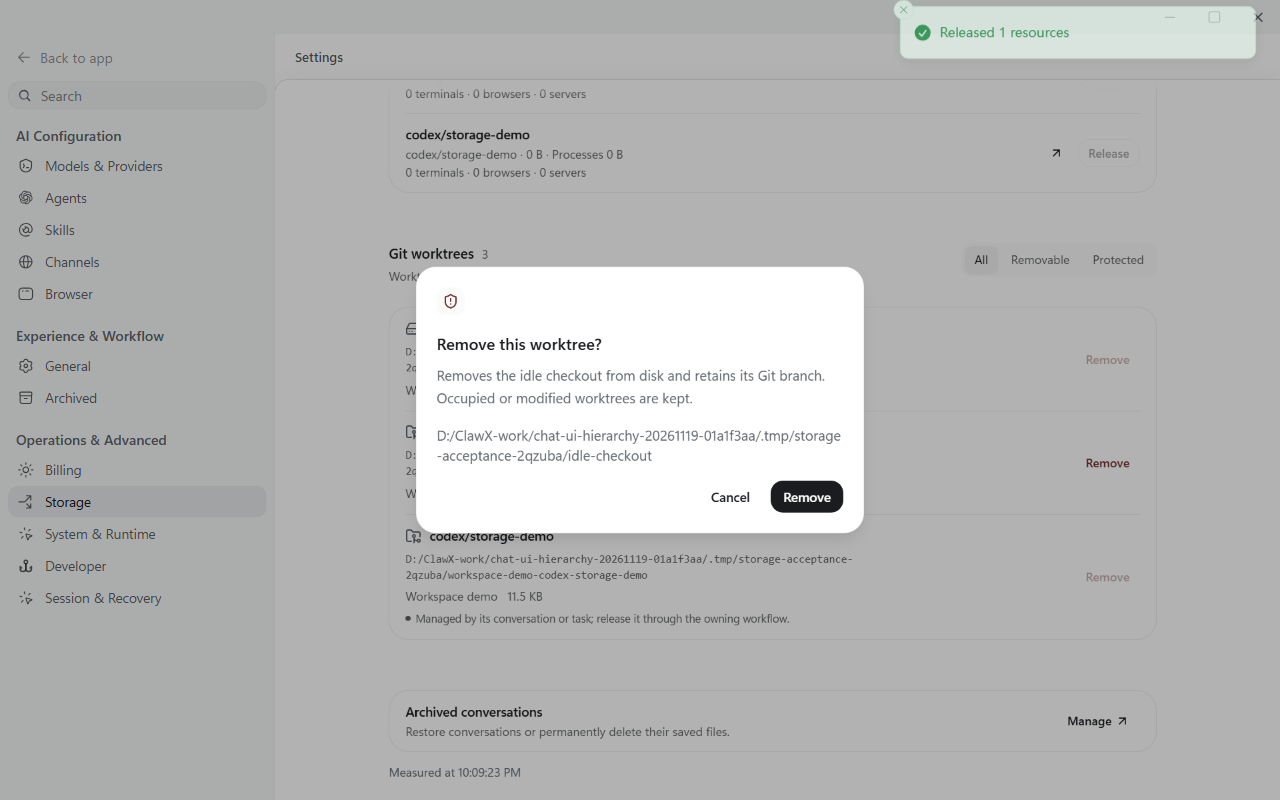 Released 1 resources
Back to app
Search
AI Configuration
Models & Providers
Agents
Skills
Channels
Browser
Experience & Workflow
General
Archived
Operations & Advanced
Billing
Storage
System & Runtime
Developer
Session & Recovery
Settings
0 terminals · 0 browsers · 0 servers
codex/storage-demo
codex/storage-demo · 0 B · Processes 0 B
0 terminals · 0 browsers · 0 servers
Release
Git worktrees 3
All
Removable
Protected
Remove
Remove
Remove this worktree?
Removes the idle checkout from disk and retains its Git branch.
Occupied or modified worktrees are kept.
D:/ClawX-work/chat-ui-hierarchy-20261119-01a1f3aa/.tmp/storage
-acceptance-2qzuba/idle-checkout
Cancel
Remove
codex/storage-demo
D:/ClawX-work/chat-ui-hierarchy-20261119-01a1f3aa/.tmp/storage-acceptance-
2qzuba/workspace-demo-codex-storage-demo
Workspace demo 11.5 KB
• Managed by its conversation or task; release it through the owning workflow.
Remove
Archived conversations
Restore conversations or permanently delete their saved files.
Manage
Measured at 10:09:23 PM